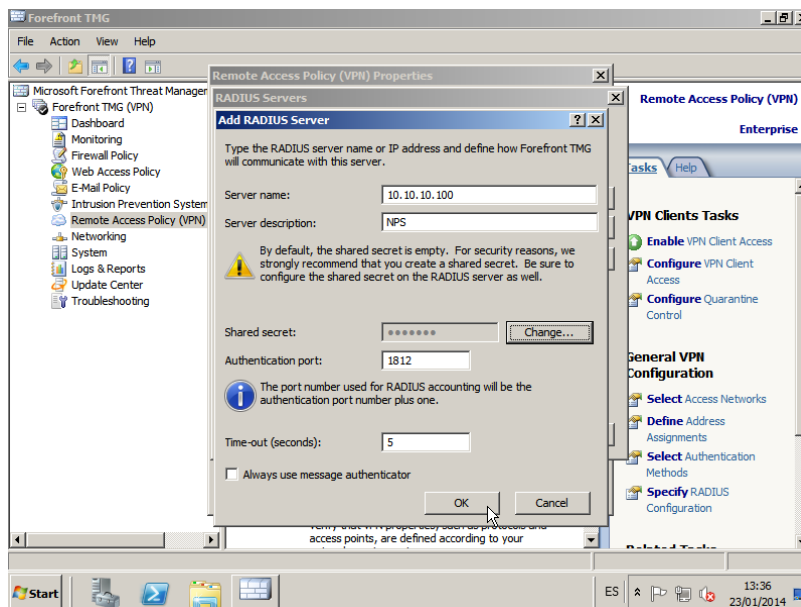 Forefront TMG
File Action View Help
Microsoft Forefront Threat Manager
Forefront TMG (VPN)
Dashboard
Monitoring
Firewall Policy
Web Access Policy
E-Mail Policy
Intrusion Prevention System
Remote Access Policy (VPN)
Networking
System
Logs & Reports
Update Center
Troubleshooting
Remote Access Policy (VPN) Properties
RADIUS Servers
Add RADIUS Server
Type the RADIUS server name or IP address and define how Forefront TMG
will communicate with this server.
Server name: 10.10.10.100
Server description: NPS
By default, the shared secret is empty. For security reasons, we
strongly recommend that you create a shared secret. Be sure to
configure the shared secret on the RADIUS server as well.
Shared secret: ●●●●●●● Change...
Authentication port: 1812
The port number used for RADIUS accounting will be the
authentication port number plus one.
Time-out (seconds): 5
Always use message authenticator
OK Cancel
access points, are defined according to your
Remote Access Policy (VPN)
Enterprise
Tasks Help
VPN Clients Tasks
Enable VPN Client Access
Configure VPN Client
Access
Configure Quarantine
Control
General VPN
Configuration
Select Access Networks
Define Address
Assignments
Select Authentication
Methods
Specify RADIUS
Configuration
Related Tasks
Start
ES
13:36
23/01/2014